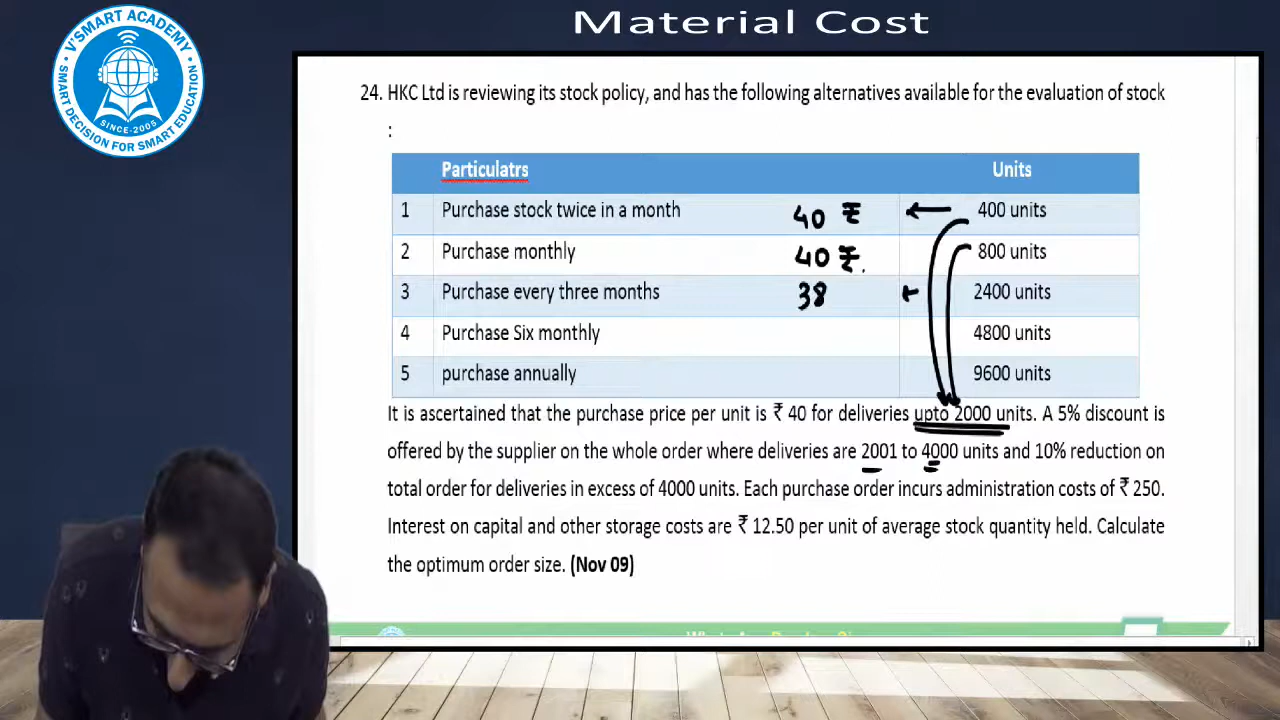 Material Cost
V'SMART ACADEMY
SINCE-2005
SMART DECISION FOR SMART EDUCATION
24. HKC Ltd is reviewing its stock policy, and has the following alternatives available for the evaluation of stock
:
Particulatrs Units
1 Purchase stock twice in a month 40 ₹ 400 units
2 Purchase monthly 40 ₹. 800 units
3 Purchase every three months 38 2400 units
4 Purchase Six monthly 4800 units
5 purchase annually 9600 units
It is ascertained that the purchase price per unit is ₹ 40 for deliveries upto 2000 units. A 5% discount is
offered by the supplier on the whole order where deliveries are 2001 to 4000 units and 10% reduction on
total order for deliveries in excess of 4000 units. Each purchase order incurs administration costs of ₹ 250.
Interest on capital and other storage costs are ₹ 12.50 per unit of average stock quantity held. Calculate
the optimum order size. (Nov 09)